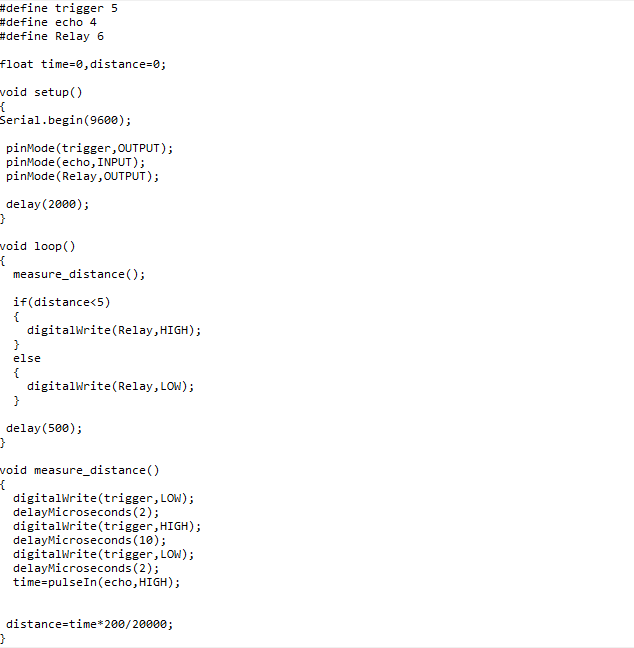 #define trigger 5
#define echo 4
#define Relay 6
float time=0,distance=0;
void setup()
{
Serial.begin(9600);
pinMode(trigger,OUTPUT);
pinMode(echo,INPUT);
pinMode(Relay,OUTPUT);
delay(2000);
}
void loop()
{
measure_distance();
if(distance<5)
{
digitalWrite(Relay,HIGH);
}
else
{
digitalWrite(Relay,LOW);
}
delay(500);
}
void measure_distance()
{
digitalWrite(trigger,LOW);
delayMicroseconds(2);
digitalWrite(trigger,HIGH);
delayMicroseconds(10);
digitalWrite(trigger,LOW);
delayMicroseconds(2);
time=pulseIn(echo,HIGH);
distance=time*200/20000;
}